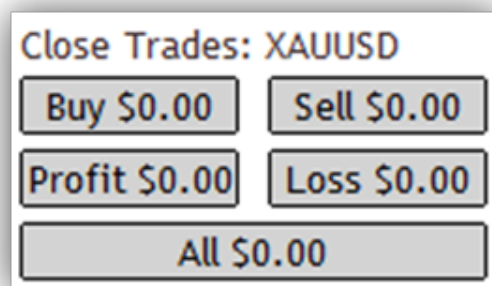 Close Trades: XAUUSD
Buy $0.00 Sell $0.00
Profit $0.00 Loss $0.00
All $0.00